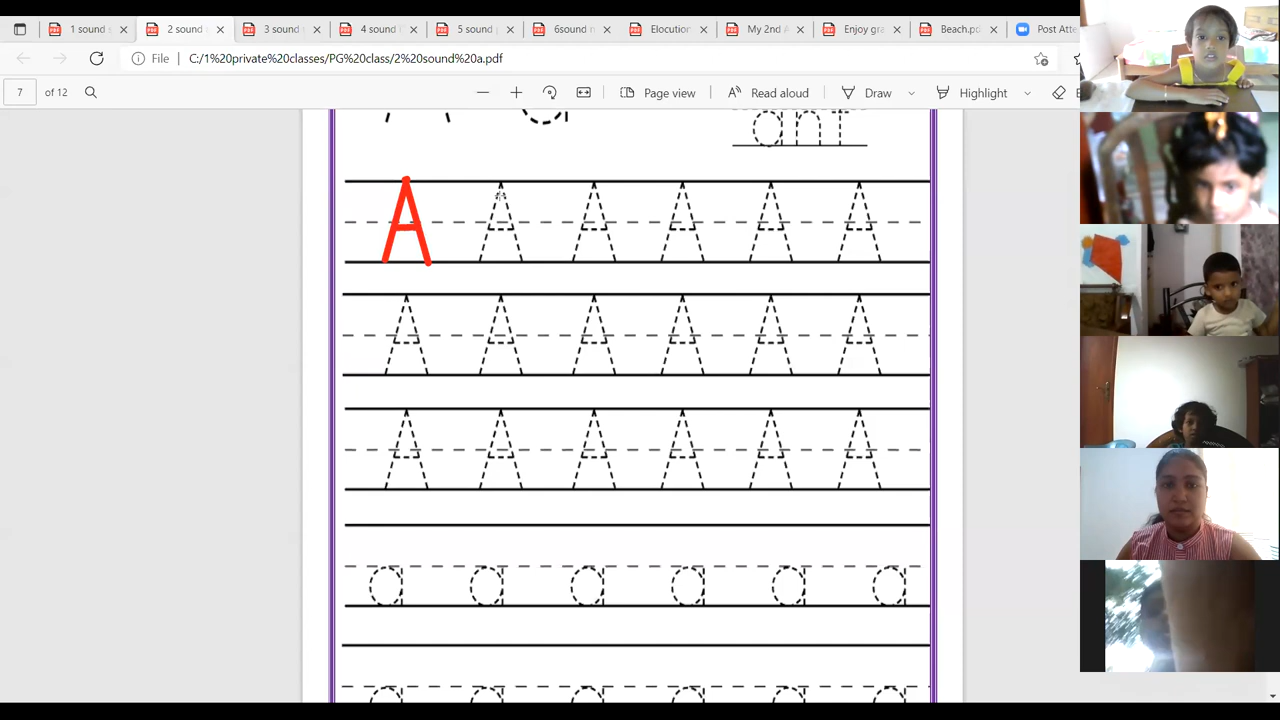 1 sound
2 sound
3 sound
4 sound
5 sound
6sound
Elocution
My 2nd
Enjoy gra
Beach.pd
Post Atte
File C:/1%20private%20classes/PG%20class/2%20sound%20a.pdf
7 of 12 Page view Read aloud Draw Highlight
ant
A A A A A A
A A A A A A
A A A A A A
a a a a a a
a a a a a a